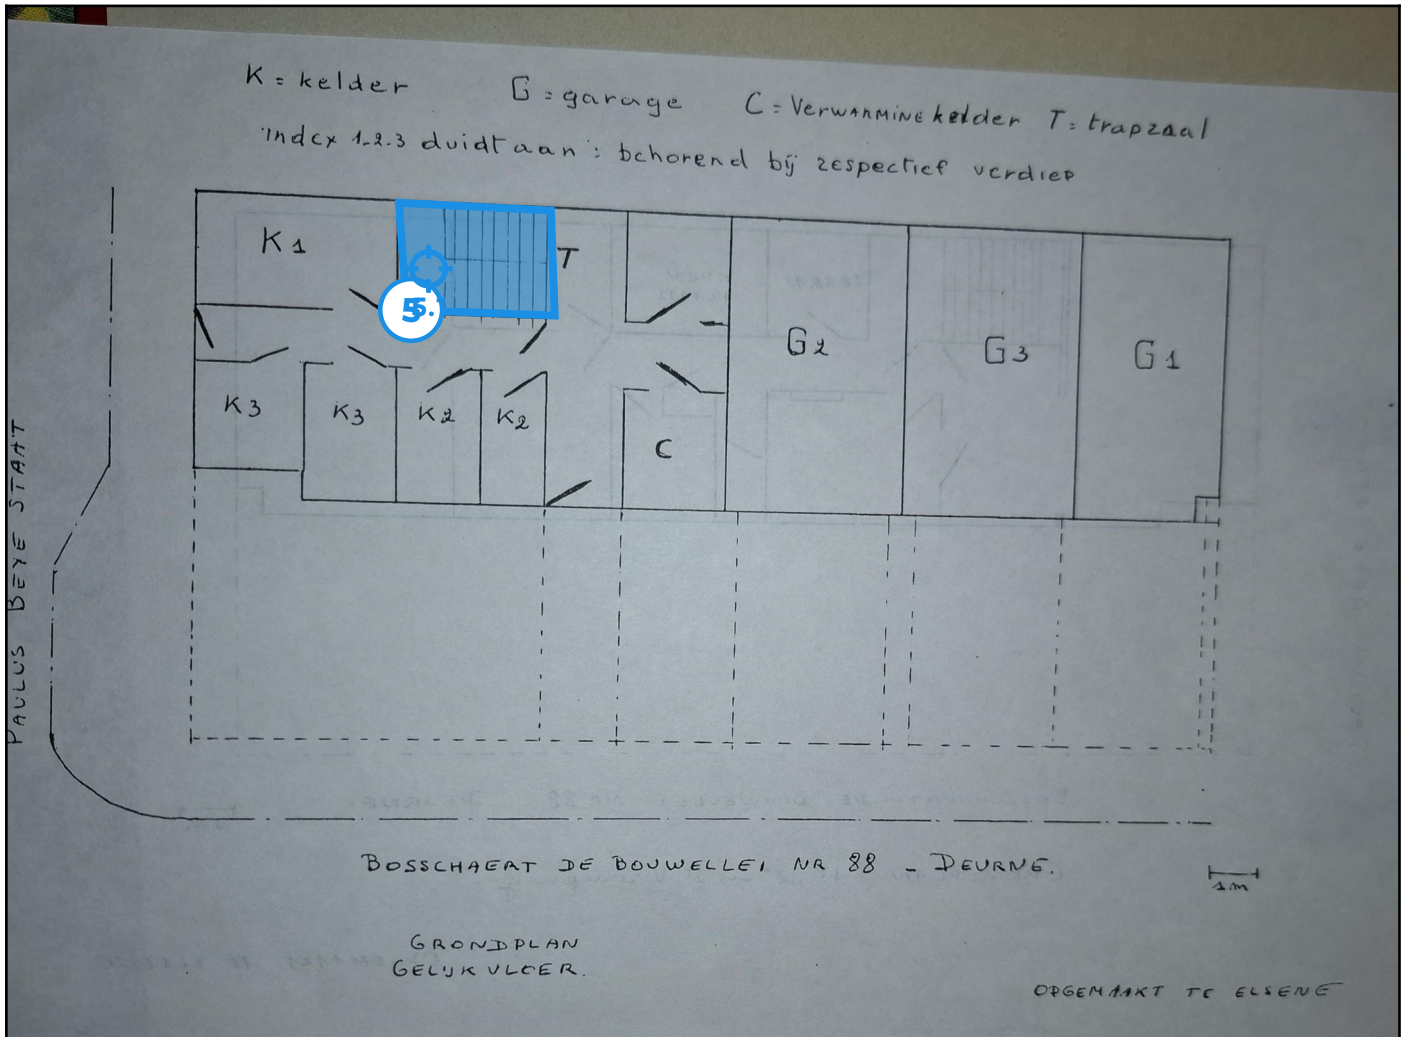 K = kelder G = garage C = VERWARMINE kelder T = trapzaal
index 1-2-3 duidt aan : behorend bij respectief verdiep
K1
T
5.
G2
G3
G1
K3
K3
K2
K2
C
PAULUS BEYE STAAT
BOSSCHAERT DE BOUWELLEI NR 88 - DEURNE.
1m
GRONDPLAN
GELIJKVLOER.
OPGEMAAKT TE ELSENE